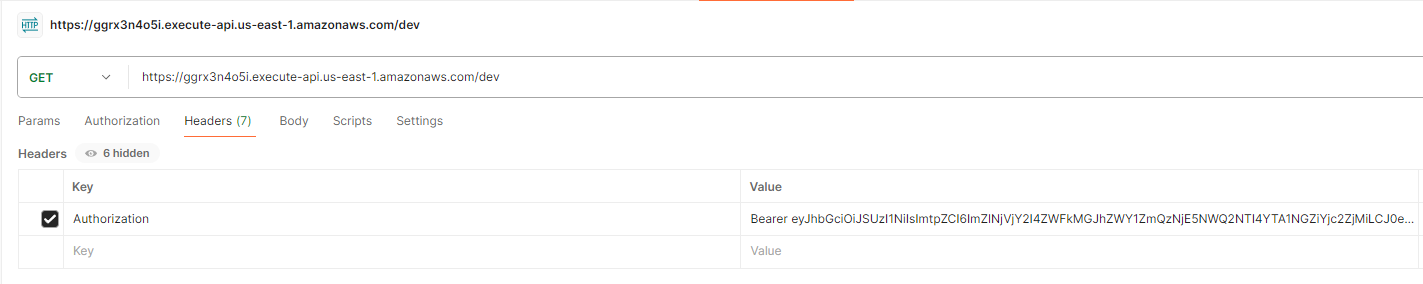 HTTP https://ggrx3n4o5i.execute-api.us-east-1.amazonaws.com/dev
GET https://ggrx3n4o5i.execute-api.us-east-1.amazonaws.com/dev
Params Authorization Headers (7) Body Scripts Settings
Headers 6 hidden
Key Value
Authorization Bearer eyJhbGciOiJSUzI1NiIsImtpZCI6ImZlNjVjY2I4ZWFkMGJhZWY1ZmQzNjE5NWQ2NTI4YTA1NGZiYjc2ZjMiLCJ0e...
Key Value